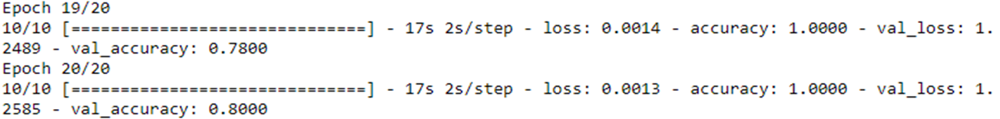 Epoch 19/20
10/10 [==============================] - 17s 2s/step - loss: 0.0014 - accuracy: 1.0000 - val_loss: 1.
2489 - val_accuracy: 0.7800
Epoch 20/20
10/10 [==============================] - 17s 2s/step - loss: 0.0013 - accuracy: 1.0000 - val_loss: 1.
2585 - val_accuracy: 0.8000